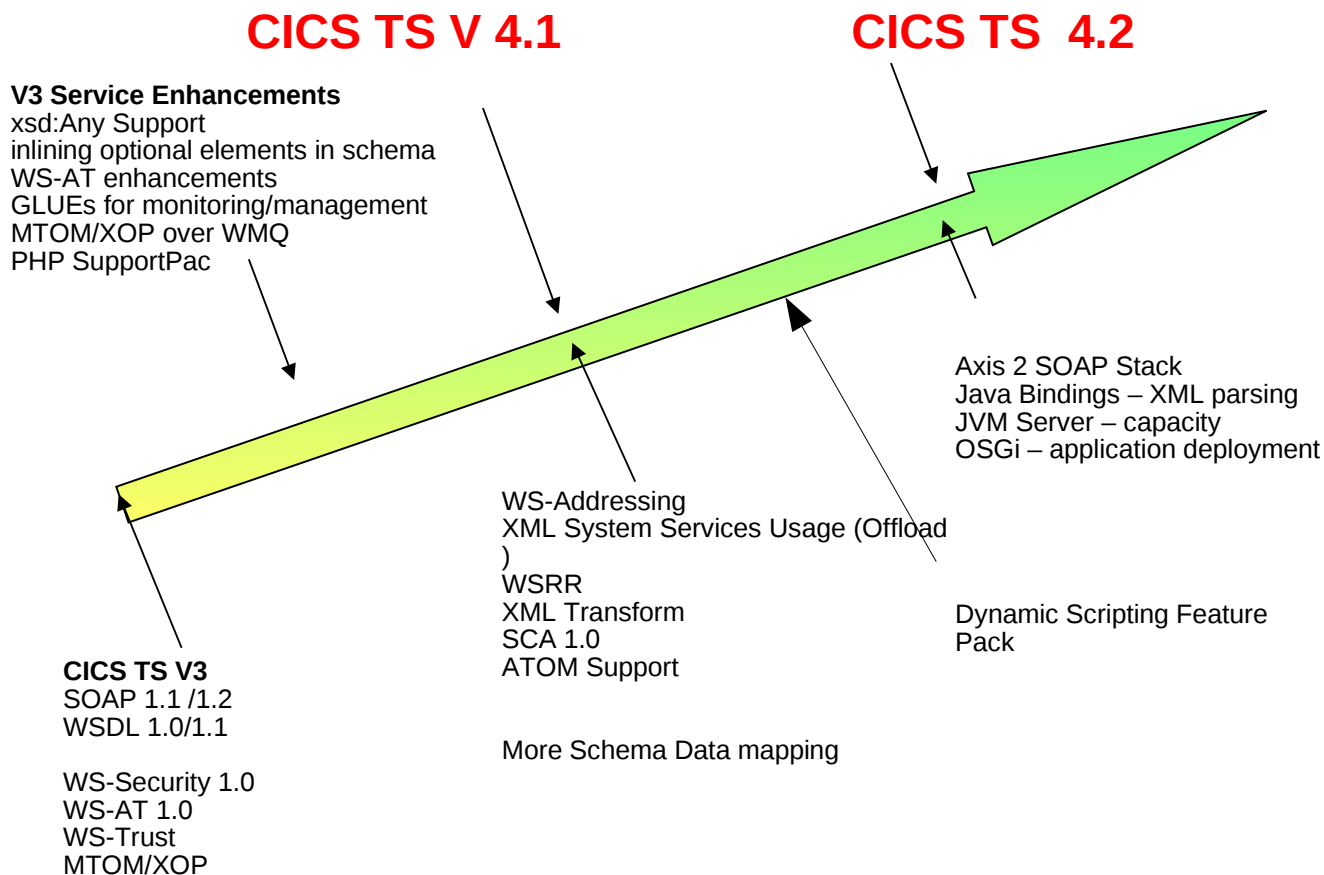 CICS TS V 4.1
CICS TS 4.2
V3 Service Enhancements
xsd:Any Support
inlining optional elements in schema
WS-AT enhancements
GLUEs for monitoring/management
MTOM/XOP over WMQ
PHP SupportPac
Axis 2 SOAP Stack
Java Bindings – XML parsing
JVM Server – capacity
OSGi – application deployment
WS-Addressing
XML System Services Usage (Offload
)
WSRR
XML Transform
SCA 1.0
ATOM Support
More Schema Data mapping
Dynamic Scripting Feature
Pack
CICS TS V3
SOAP 1.1 /1.2
WSDL 1.0/1.1
WS-Security 1.0
WS-AT 1.0
WS-Trust
MTOM/XOP